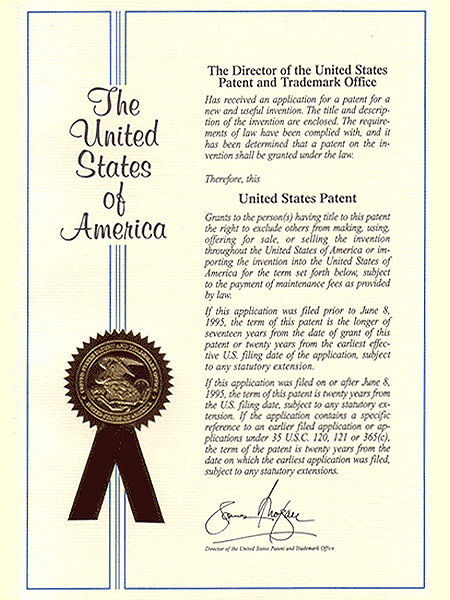 The
United
States
of
America
The Director of the United States
Patent and Trademark Office
Has received an application for a patent for a
new and useful invention. The title and descrip-
tion of the invention are enclosed. The require-
ments of law have been complied with, and it
has been determined that a patent on the in-
vention shall be granted under the law.
Therefore, this
United States Patent
Grants to the person(s) having title to this patent
the right to exclude others from making, using,
offering for sale, or selling the invention
throughout the United States of America or im-
porting the invention into the United States of
America for the term set forth below, subject
to the payment of maintenance fees as provided
by law.
If this application was filed prior to June 8,
1995, the term of this patent is the longer of
seventeen years from the date of grant of this
patent or twenty years from the earliest effec-
tive U.S. filing date of the application, subject
to any statutory extension.
If this application was filed on or after June 8,
1995, the term of this patent is twenty years from
the U.S. filing date, subject to any statutory ex-
tension. If the application contains a specific
reference to an earlier filed application or ap-
plications under 35 U.S.C. 120, 121 or 365(c),
the term of the patent is twenty years from the
date on which the earliest application was filed,
subject to any statutory extensions.
Director of the United States Patent and Trademark Office